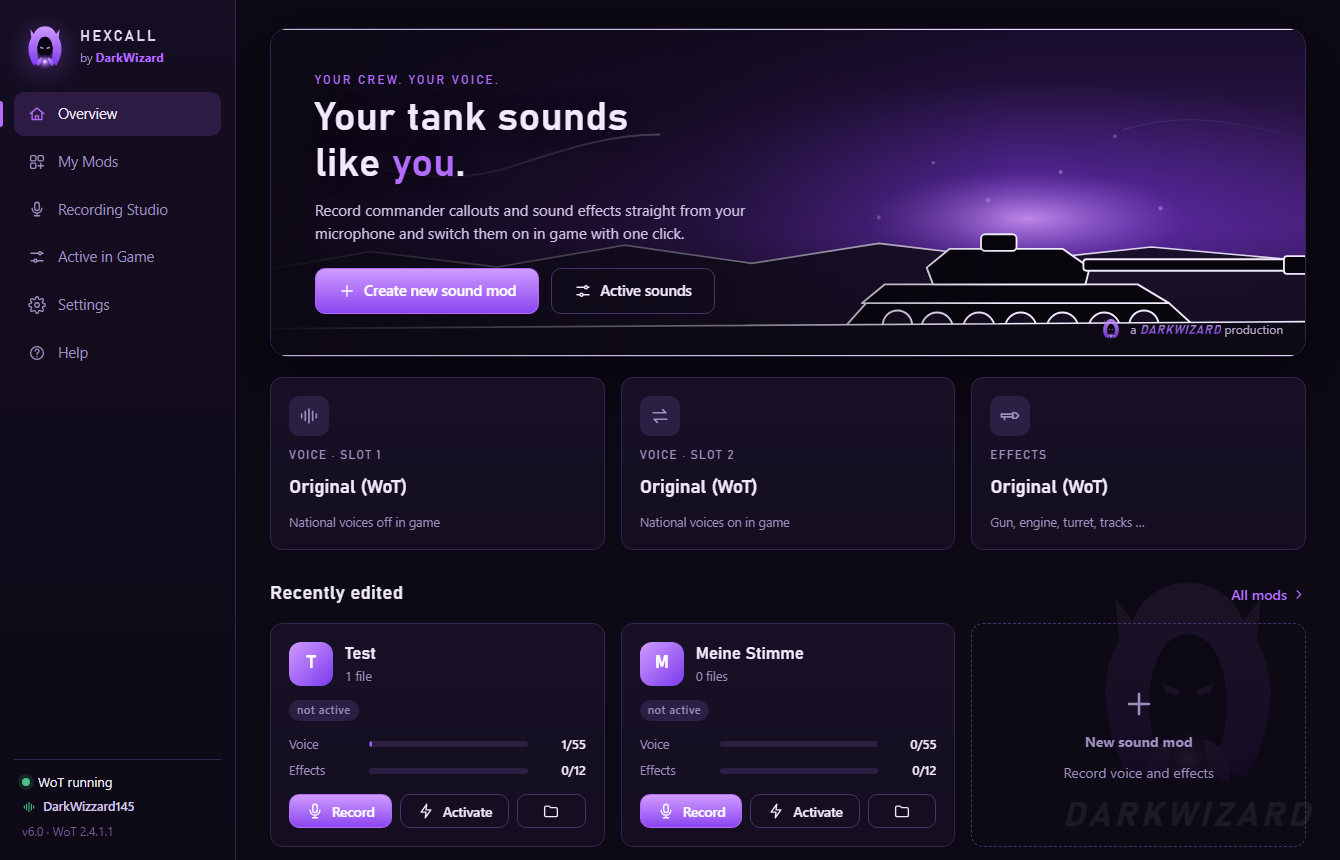 HEXCALL
by DarkWizard
Overview
My Mods
Recording Studio
Active in Game
Settings
Help
WoT running
DarkWizzard145
v6.0 · WoT 2.4.1.1
YOUR CREW. YOUR VOICE.
Your tank sounds
like you.
Record commander callouts and sound effects straight from your
microphone and switch them on in game with one click.
Create new sound mod
Active sounds
a DARKWIZARD production
VOICE · SLOT 1
Original (WoT)
National voices off in game
VOICE · SLOT 2
Original (WoT)
National voices on in game
EFFECTS
Original (WoT)
Gun, engine, turret, tracks ...
Recently edited
All mods
T
Test
1 file
not active
Voice 1/55
Effects 0/12
Record
Activate
M
Meine Stimme
0 files
not active
Voice 0/55
Effects 0/12
Record
Activate
New sound mod
Record voice and effects
DARKWIZARD